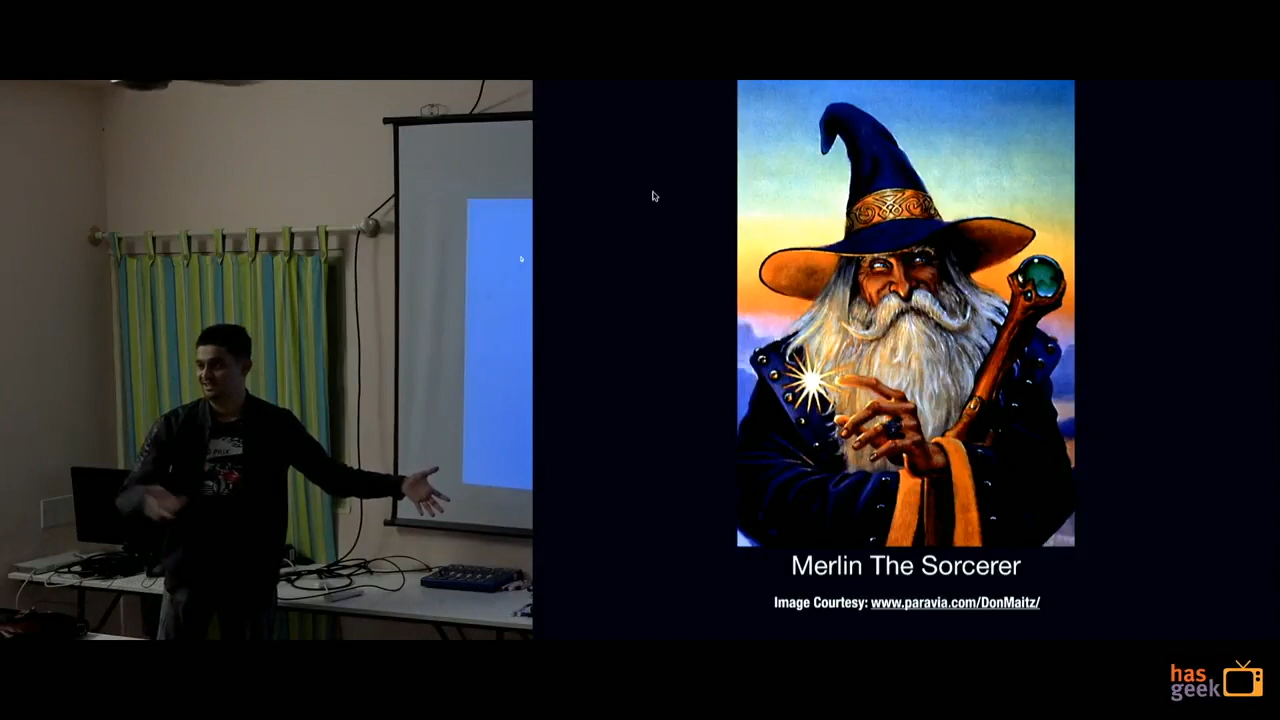 Merlin The Sorcerer
Image Courtesy: www.paravia.com/DonMaitz/
has
geek